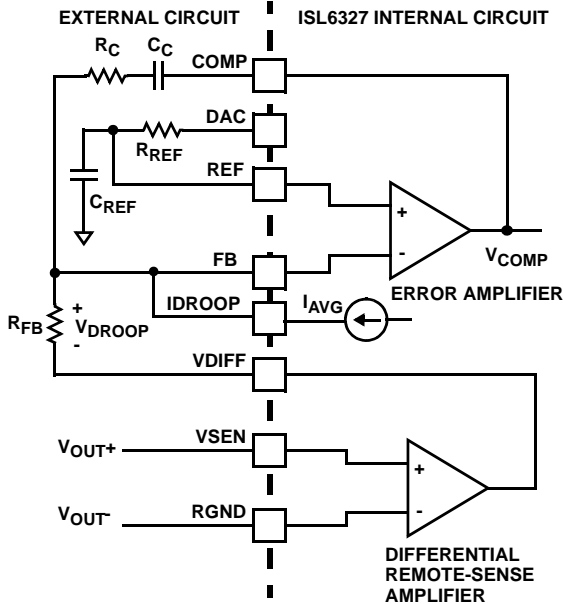 EXTERNAL CIRCUIT
ISL6327 INTERNAL CIRCUIT
RC
CC
COMP
DAC
RREF
REF
CREF
+
-
VCOMP
FB
ERROR AMPLIFIER
IDROOP
IAVG
RFB
+
VDROOP
-
VDIFF
VOUT+
VSEN
+
VOUT-
RGND
-
DIFFERENTIAL
REMOTE-SENSE
AMPLIFIER